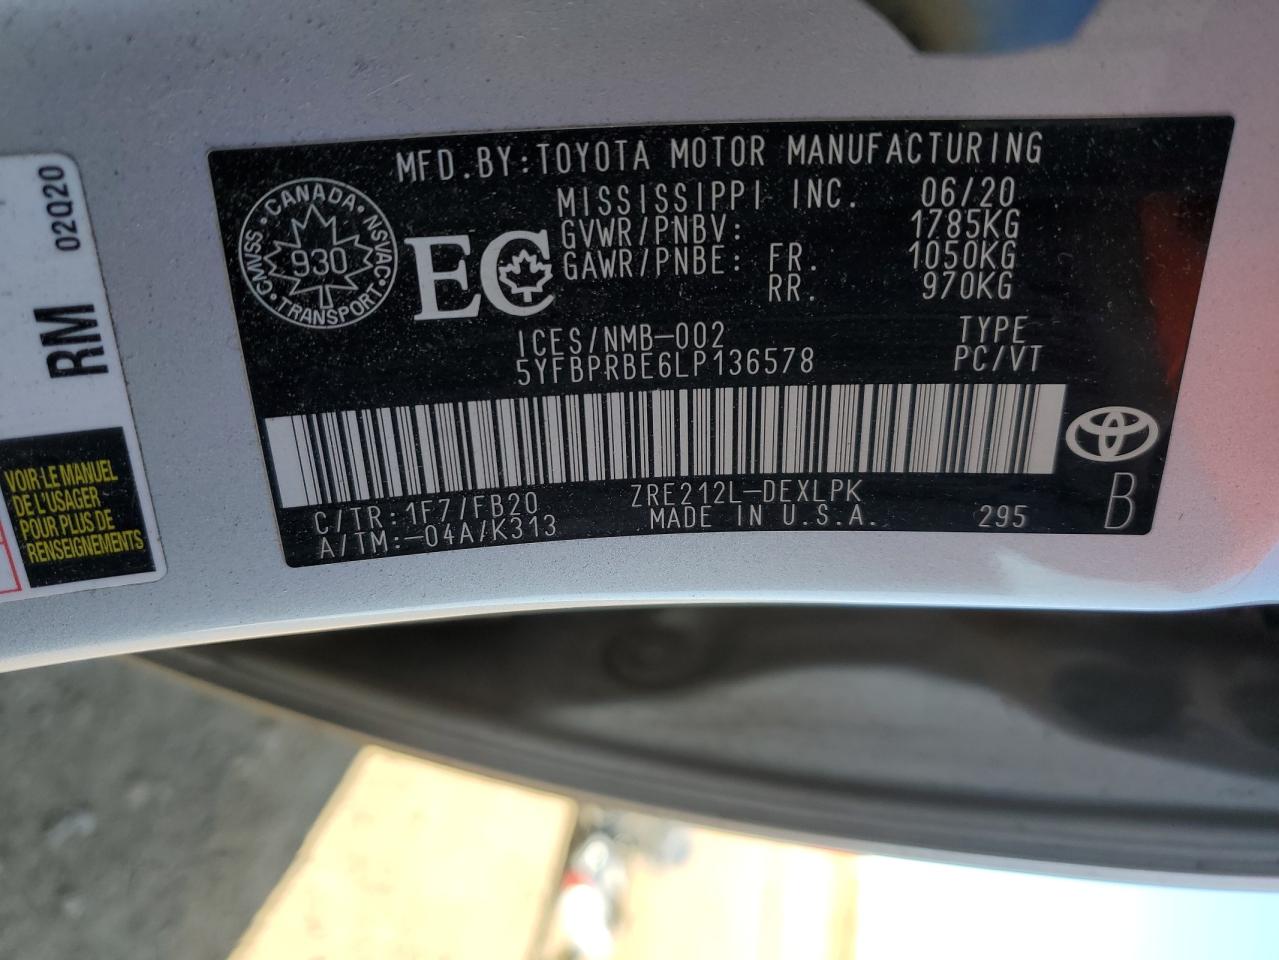 MFD.BY:TOYOTA MOTOR MANUFACTURING
MISSISSIPPI INC. 06/20
GVWR/PNBV: 1785KG
GAWR/PNBE: FR. 1050KG
RR. 970KG
CANADA · NSVAC · TRANSPORT · CMVSS ·
930
EC
ICES/NMB-002 TYPE
5YFBPRBE6LP136578 PC/VT
C/TR:1F7/FB20 ZRE212L-DEXLPK
A/TM:-04A/K313 MADE IN U.S.A. 295 B
RM 02Q20
VOIR LE MANUEL
DE L'USAGER
POUR PLUS DE
RENSEIGNEMENTS